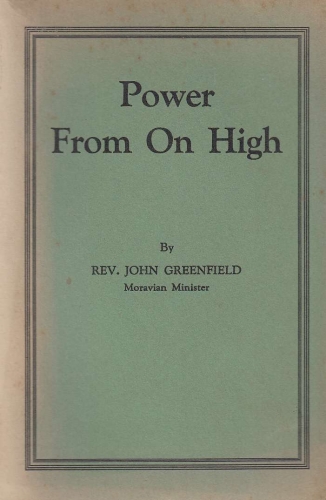 Power
From On High
By
REV. JOHN GREENFIELD
Moravian Minister